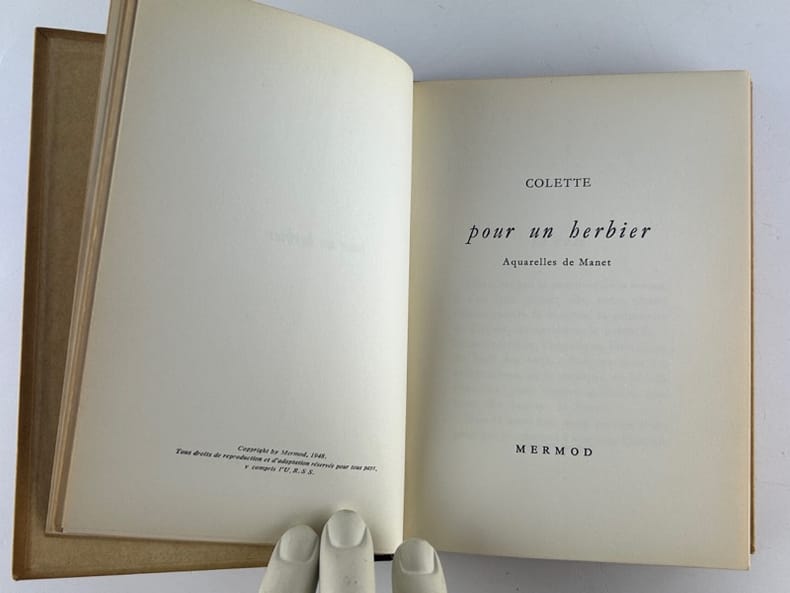 Copyright by Mermod, 1948.
Tous droits de reproduction et d'adaptation réservés pour tous pays,
y compris l'U. R. S S.
COLETTE
pour un herbier
Aquarelles de Manet
MERMOD